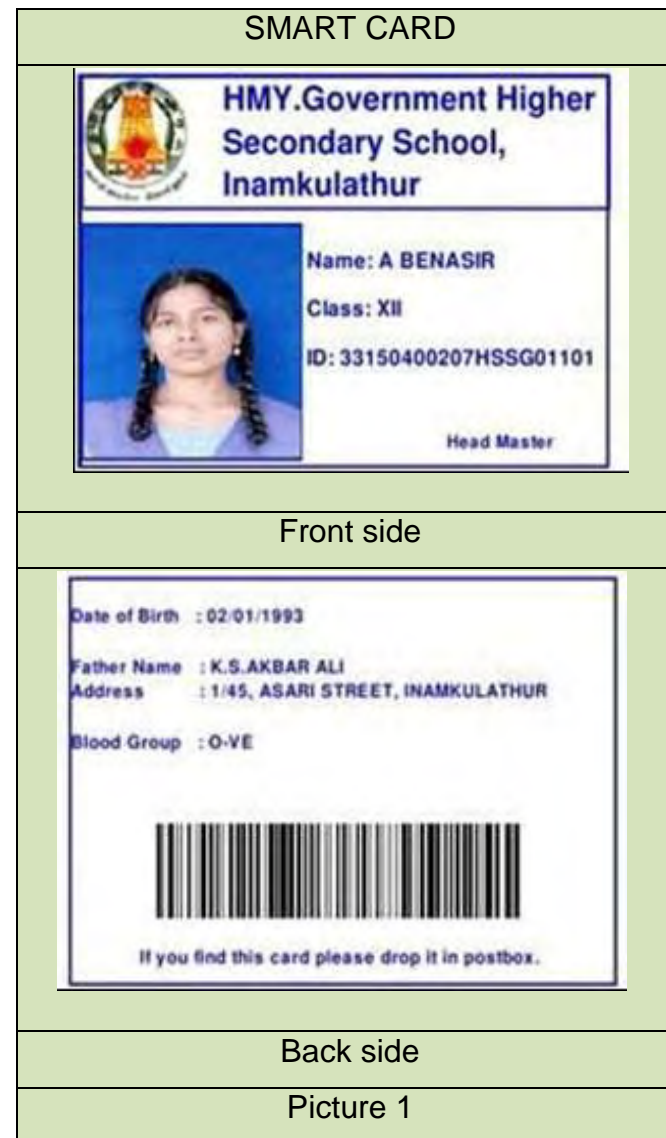 SMART CARD
HMY.Government Higher
Secondary School,
Inamkulathur
Name: A BENASIR
Class: XII
ID: 33150400207HSSG01101
Head Master
Front side
Date of Birth : 02/01/1993
Father Name : K.S.AKBAR ALI
Address : 1/45, ASARI STREET, INAMKULATHUR
Blood Group : O-VE
If you find this card please drop it in postbox.
Back side
Picture 1